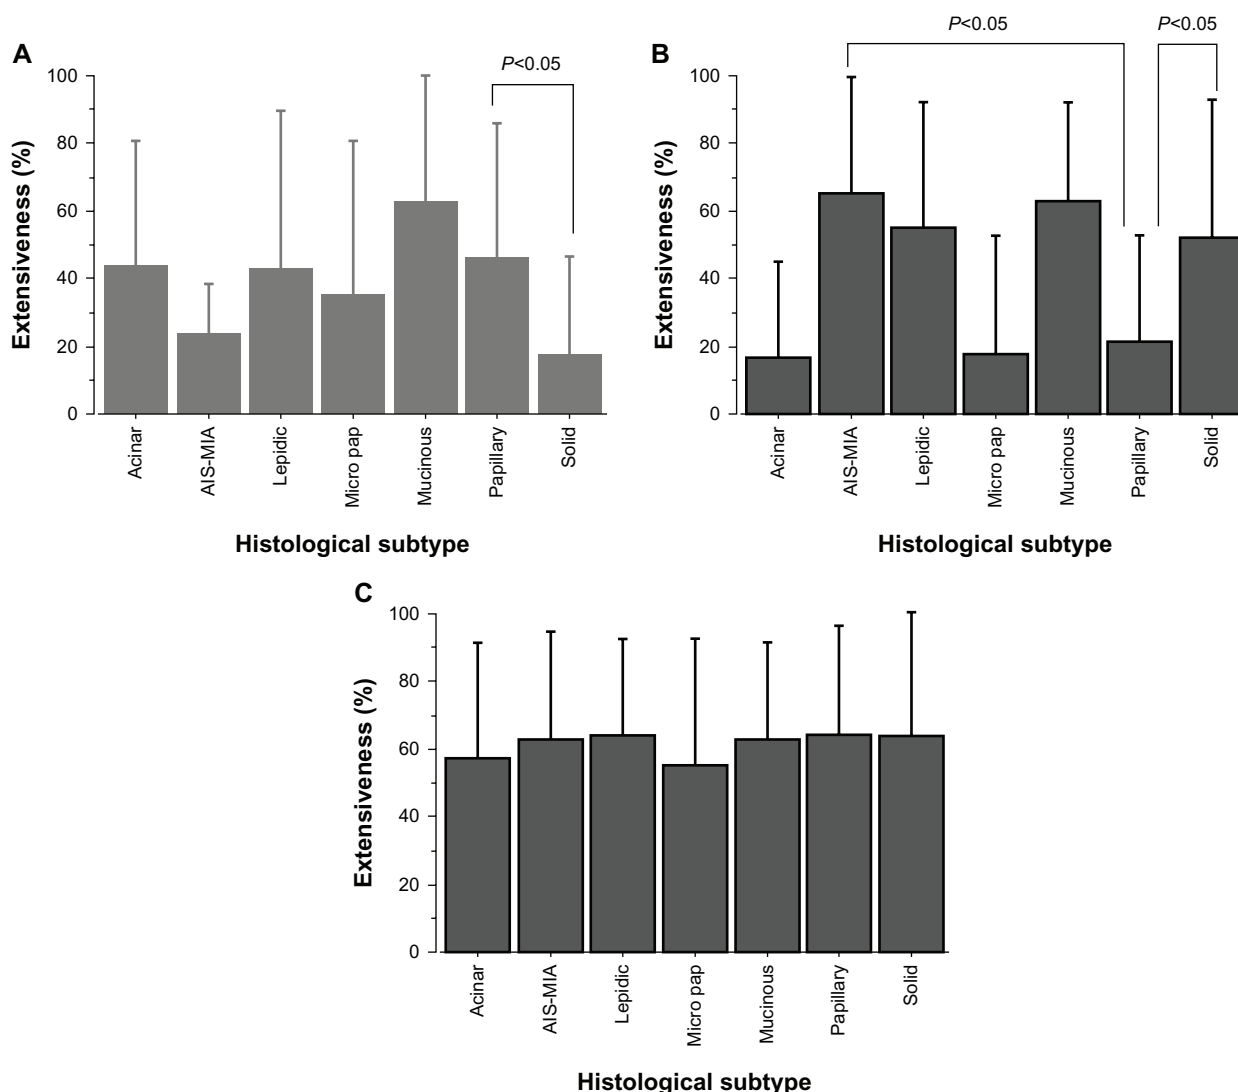 A
P<0.05
100
80
60
40
20
0
Extensiveness (%)
Acinar
AIS-MIA
Lepidic
Micro pap
Mucinous
Papillary
Solid
Histological subtype
B
P<0.05
P<0.05
100
80
60
40
20
0
Extensiveness (%)
Acinar
AIS-MIA
Lepidic
Micro pap
Mucinous
Papillary
Solid
Histological subtype
C
100
80
60
40
20
0
Extensiveness (%)
Acinar
AIS-MIA
Lepidic
Micro pap
Mucinous
Papillary
Solid
Histological subtype